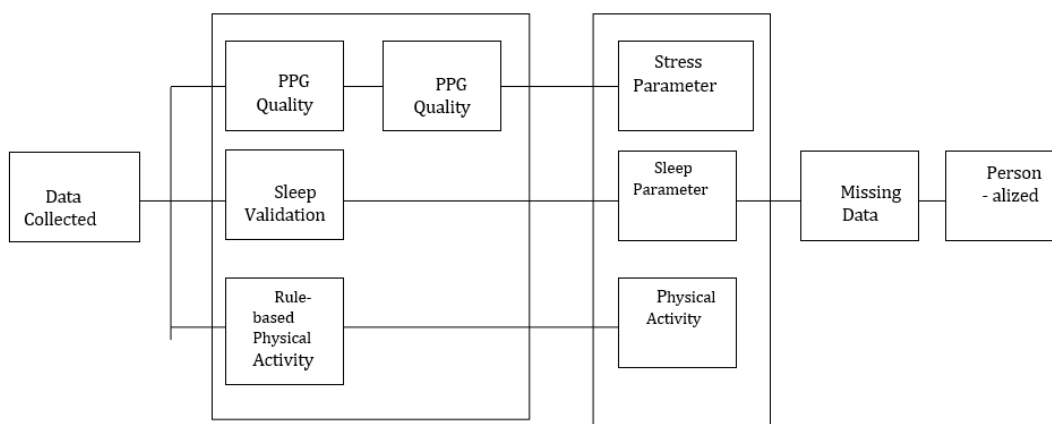 Data
Collected
PPG
Quality
PPG
Quality
Stress
Parameter
Sleep
Validation
Sleep
Parameter
Rule-
based
Physical
Activity
Physical
Activity
Missing
Data
Person
- alized